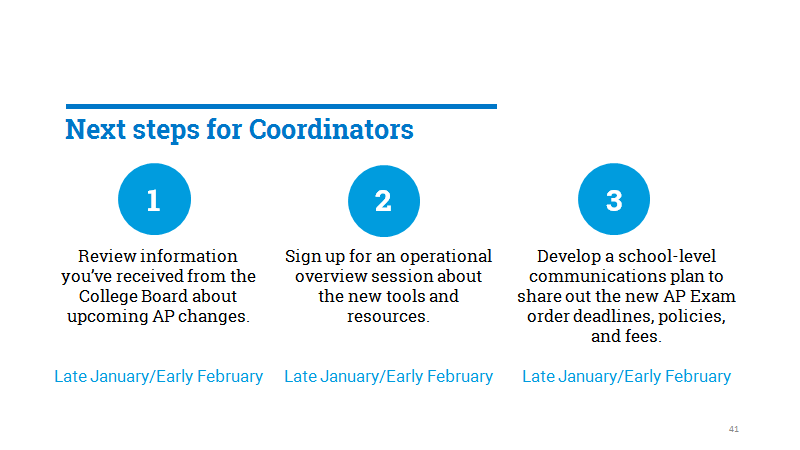 Next steps for Coordinators
1
Review information
you’ve received from the
College Board about
upcoming AP changes.
Late January/Early February
2
Sign up for an operational
overview session about
the new tools and
resources.
Late January/Early February
3
Develop a school-level
communications plan to
share out the new AP Exam
order deadlines, policies,
and fees.
Late January/Early February
41